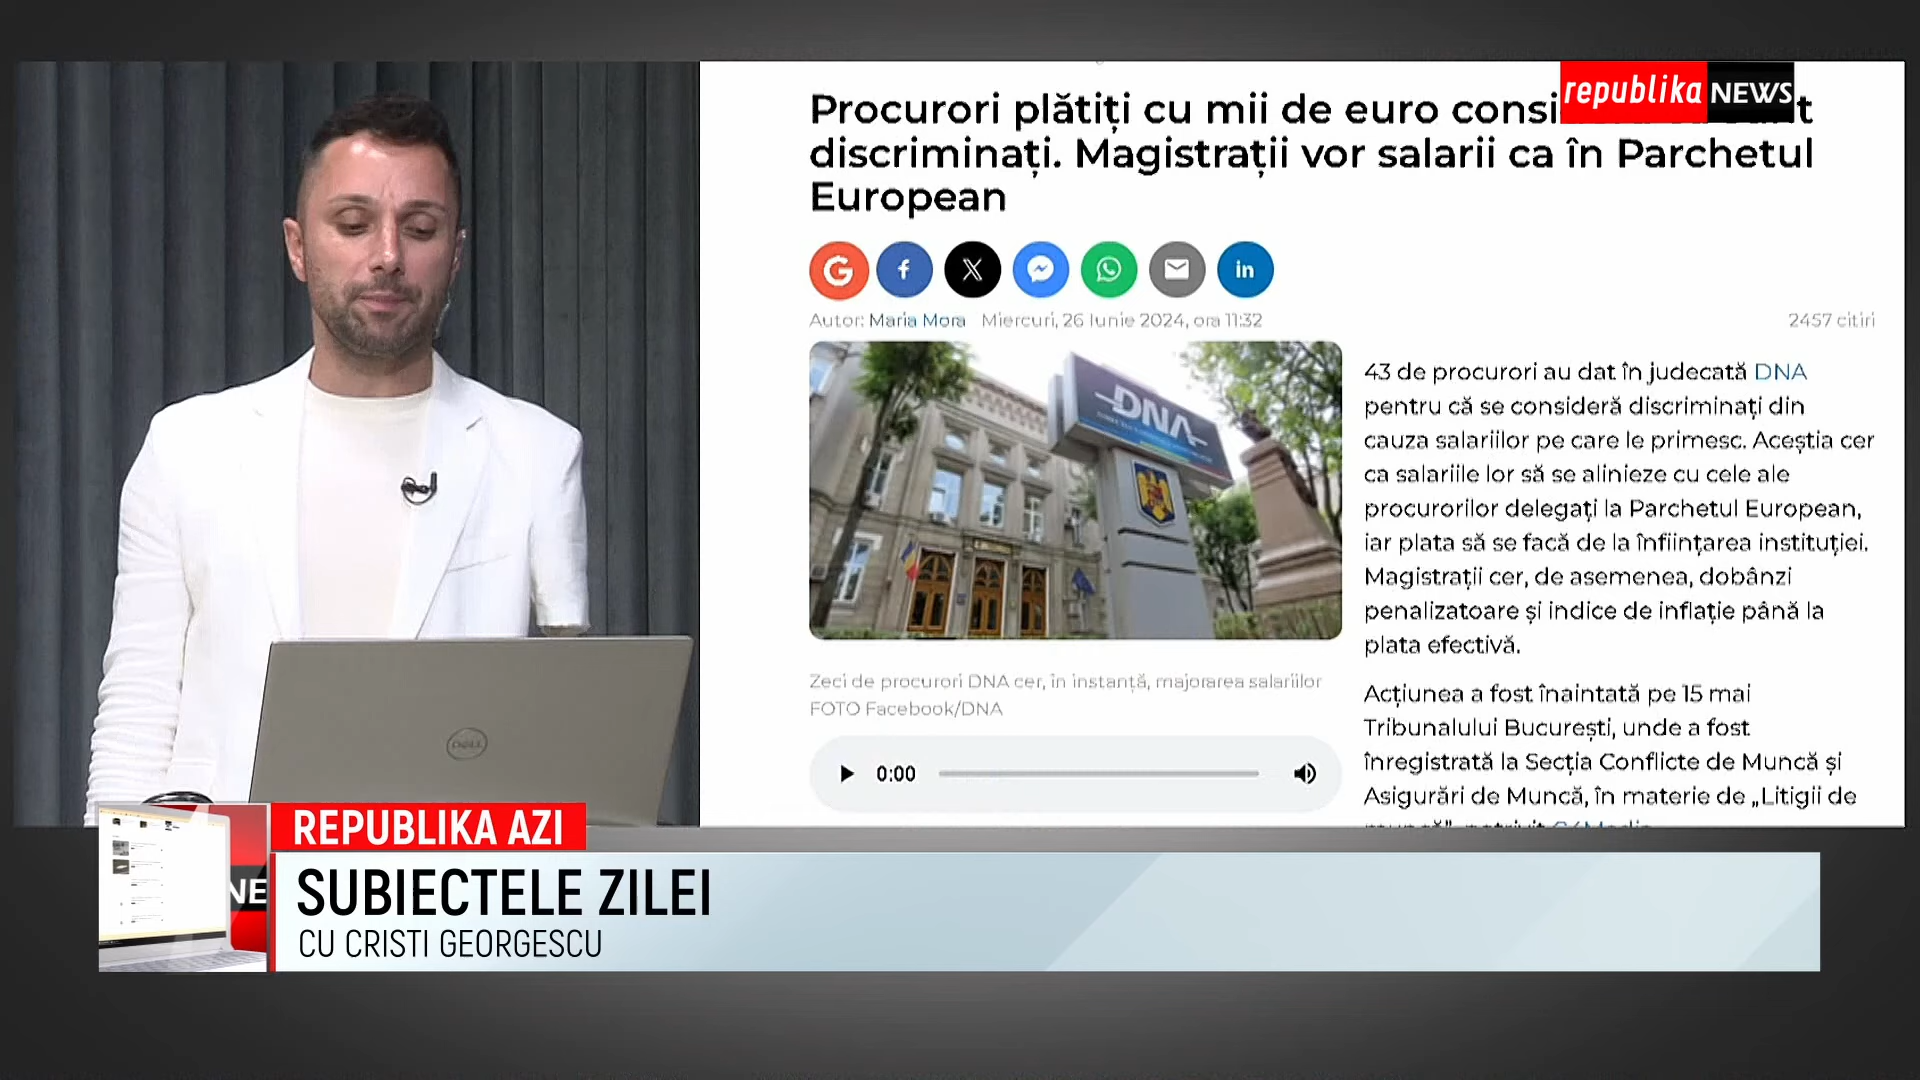 republika NEWS
Procurori plătiți cu mii de euro consi t
discriminați. Magistrații vor salarii ca în Parchetul
European
Autor: Maria Mora Miercuri, 26 Iunie 2024, ora 11:32
2457 citiri
DNA
43 de procurori au dat în judecată DNA
pentru că se consideră discriminați din
cauza salariilor pe care le primesc. Aceștia cer
ca salariile lor să se alinieze cu cele ale
procurorilor delegați la Parchetul European,
iar plata să se facă de la înființarea instituției.
Magistrații cer, de asemenea, dobânzi
penalizatoare și indice de inflație până la
plata efectivă.
Zeci de procurori DNA cer, în instanță, majorarea salariilor
FOTO Facebook/DNA
0:00
Acțiunea a fost înaintată pe 15 mai
Tribunalului București, unde a fost
înregistrată la Secția Conflicte de Muncă și
Asigurări de Muncă, în materie de „Litigii de
DELL
NE
REPUBLIKA AZI
SUBIECTELE ZILEI
CU CRISTI GEORGESCU